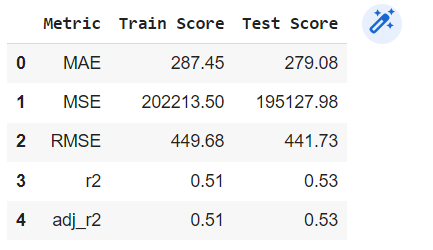 Metric Train Score Test Score
0 MAE 287.45 279.08
1 MSE 202213.50 195127.98
2 RMSE 449.68 441.73
3 r2 0.51 0.53
4 adj_r2 0.51 0.53